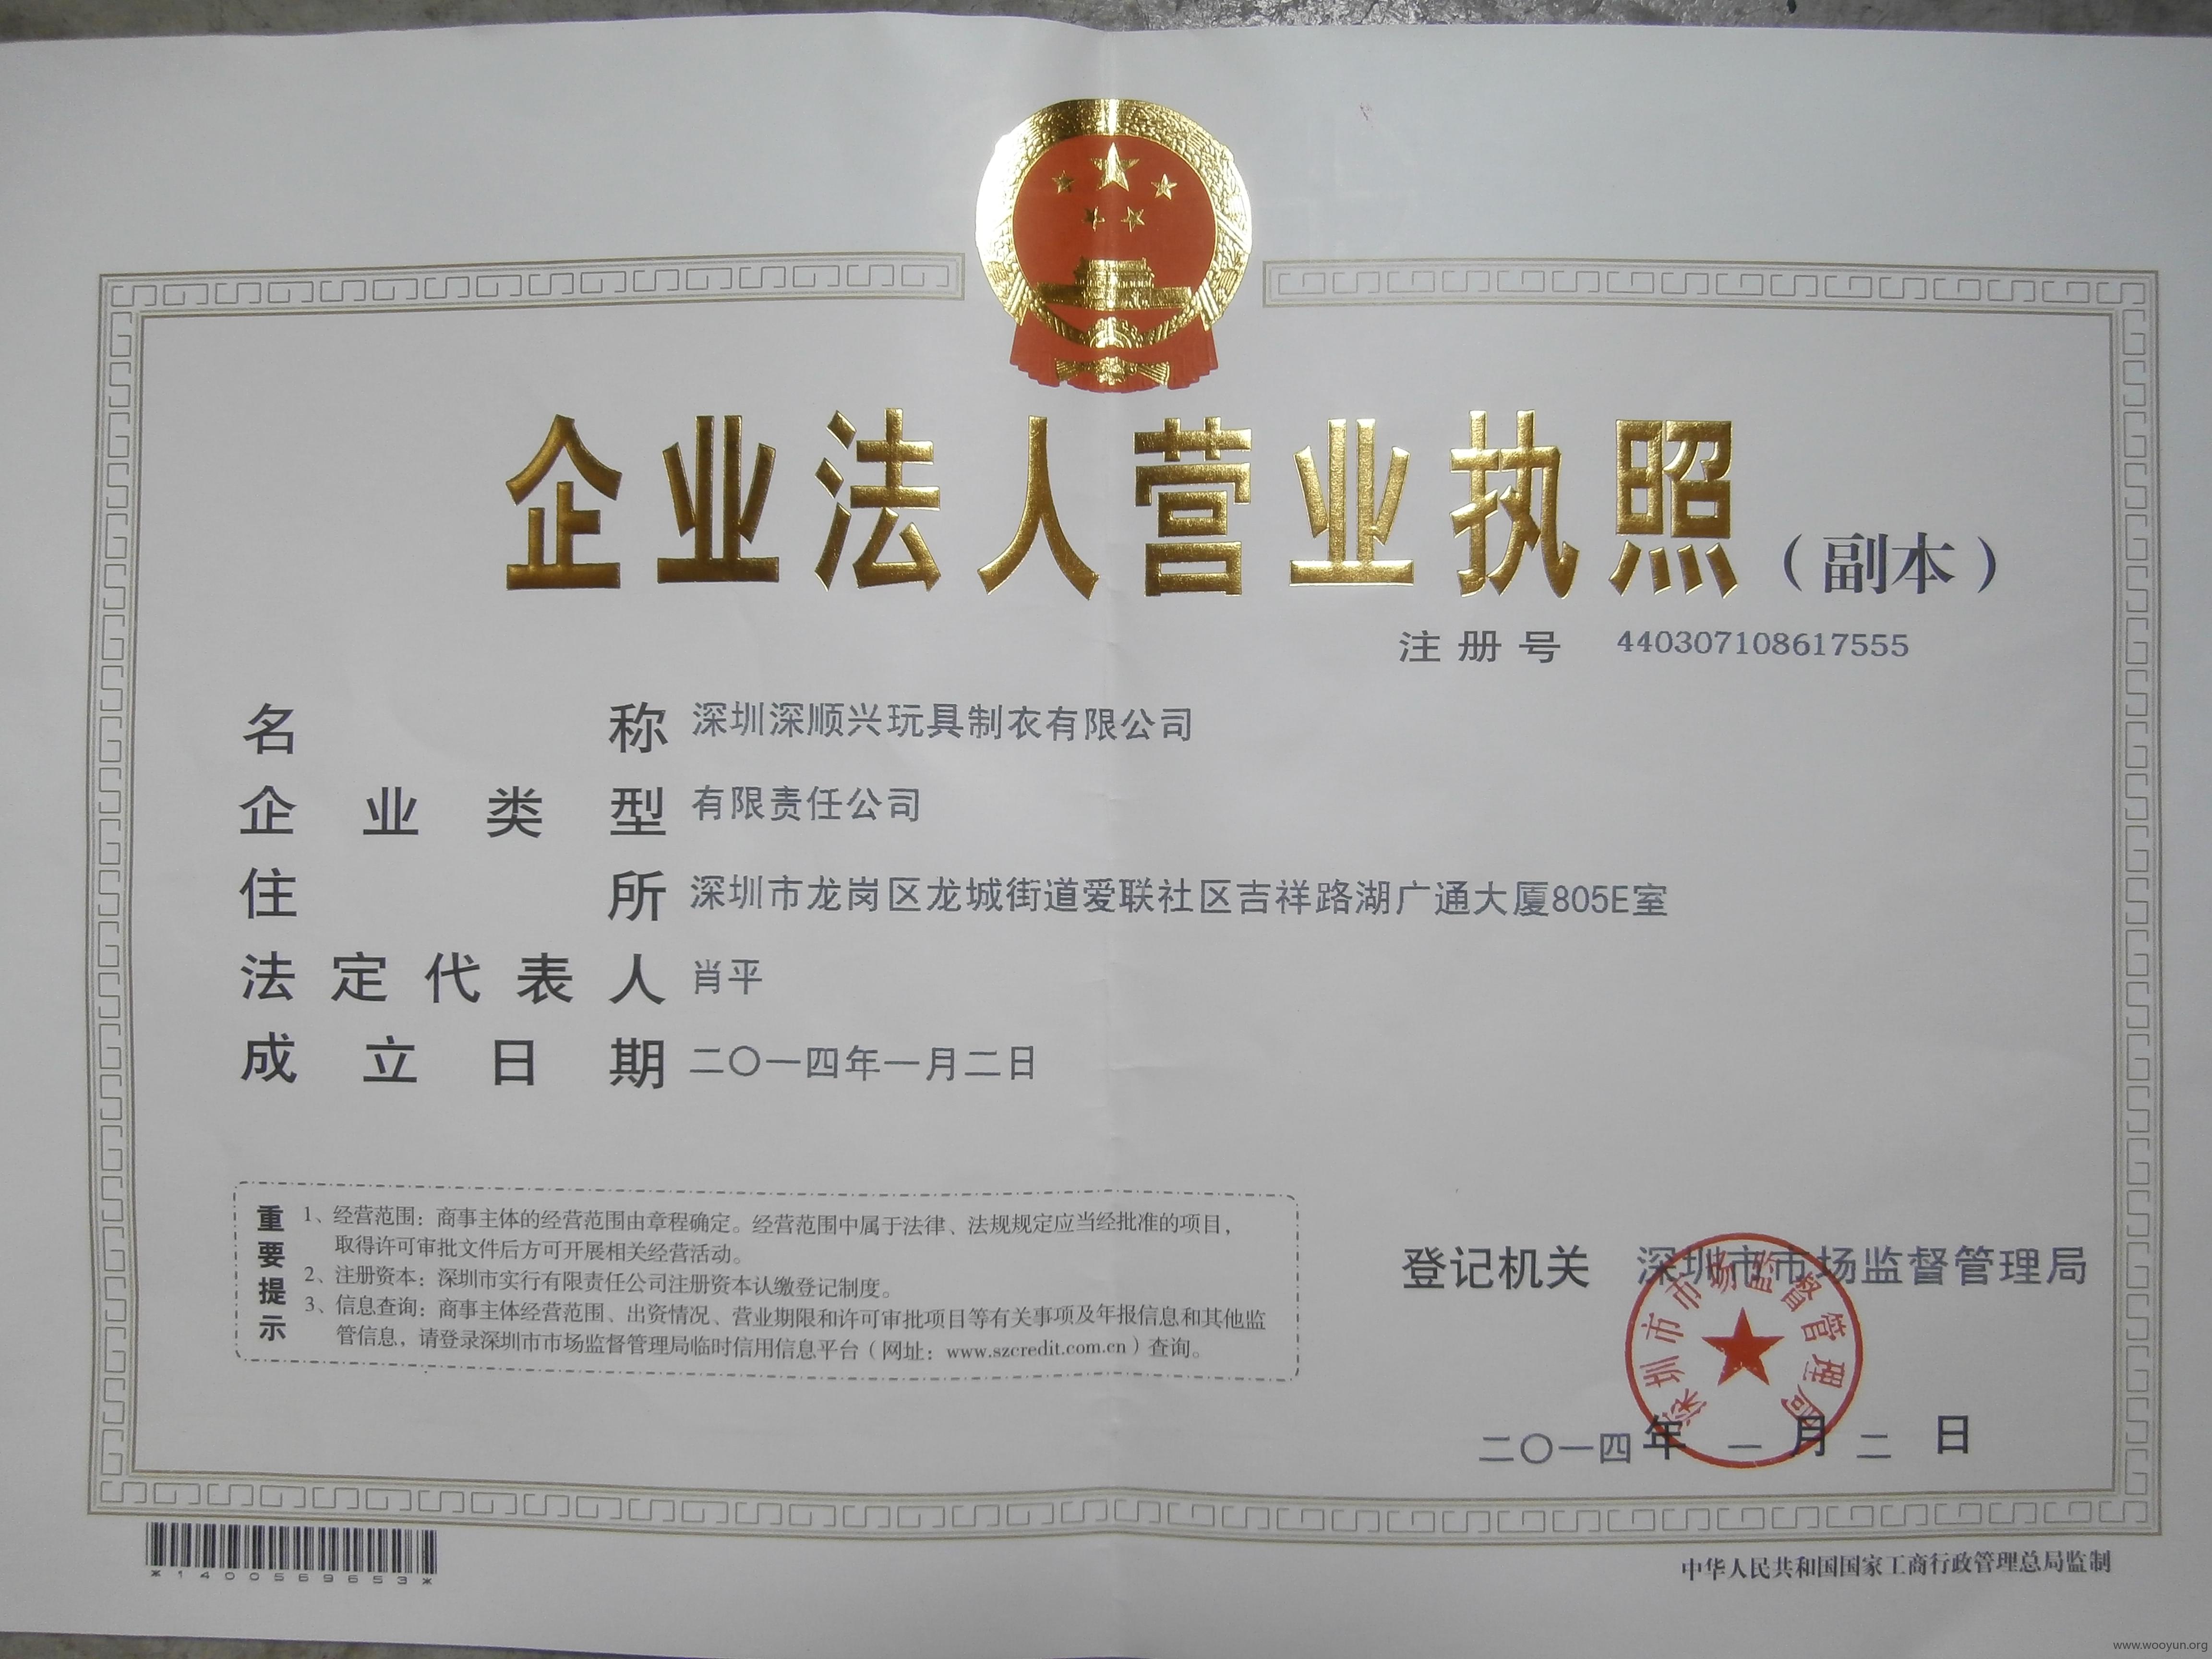 企业法人营业执照（副本）
注册号 440307108617555
名称 深圳深顺兴玩具制衣有限公司
企业类型 有限责任公司
住所 深圳市龙岗区龙城街道爱联社区吉祥路湖广通大厦805E室
法定代表人 肖平
成立日期 二〇一四年一月二日
重要提示
1、经营范围：商事主体的经营范围由章程确定。经营范围中属于法律、法规规定应当经批准的项目，
取得许可审批文件后方可开展相关经营活动。
2、注册资本：深圳市实行有限责任公司注册资本认缴登记制度。
3、信息查询：商事主体经营范围、出资情况、营业期限和许可审批项目等有关事项及年报信息和其他监
管信息，请登录深圳市市场监督管理局临时信用信息平台（网址：www.szcredit.com.cn）查询。
登记机关 深圳市市场监督管理局
深圳市市场监督管理局
二〇一四年一月二日
*1400569653*
中华人民共和国国家工商行政管理总局监制
www.wooyun.org